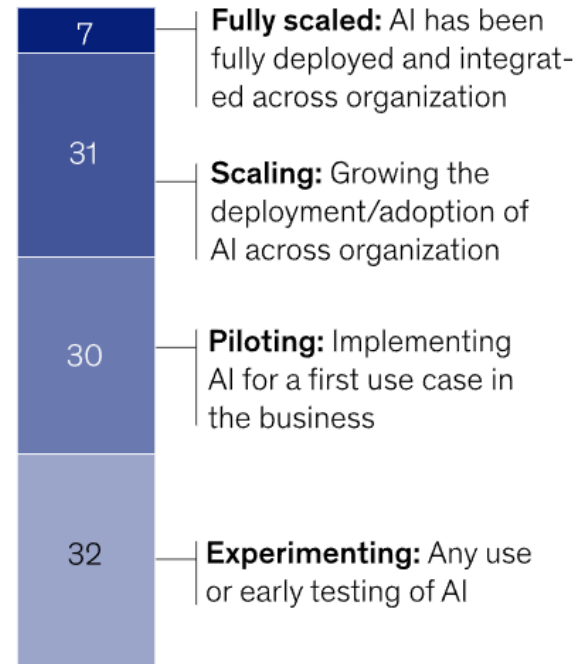 7
Fully scaled: AI has been
fully deployed and integrat-
ed across organization
31
Scaling: Growing the
deployment/adoption of
AI across organization
30
Piloting: Implementing
AI for a first use case in
the business
32
Experimenting: Any use
or early testing of AI